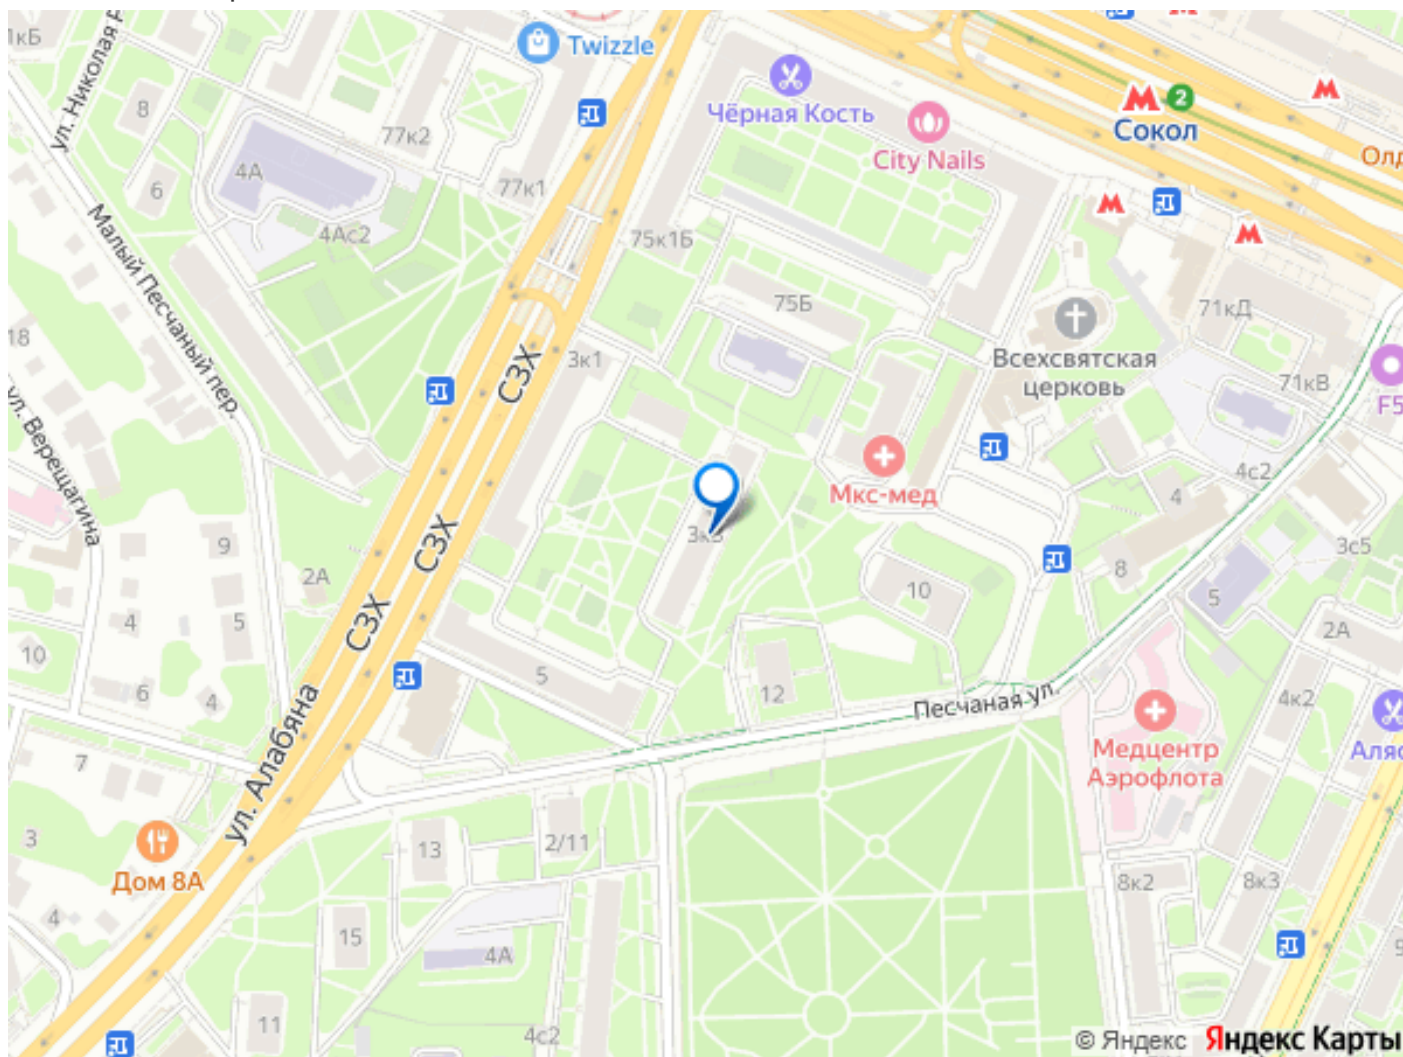 1кБ
ул. Николая
8
6
4А
4Ас2
77к2
77к1
Twizzle
Чёрная Кость
City Nails
2
Сокол
Олд
75к1Б
75Б
71кД
71кВ
F5
Всехсвятская
церковь
Малый Песчаный пер.
18
ул. Верещагина
3к1
СЗХ
СЗХ
СЗХ
Мкс-мед
4с2
4
3с5
9
2А
4
5
10
6
4
7
10
8
5
2А
5
12
Песчаная ул.
4к2
Медцентр
Аэрофлота
ул. Алабяна
3
Дом 8А
4
13
2/11
15
4А
11
4с2
8к2
8к3
9
© Яндекс Яндекс Карты